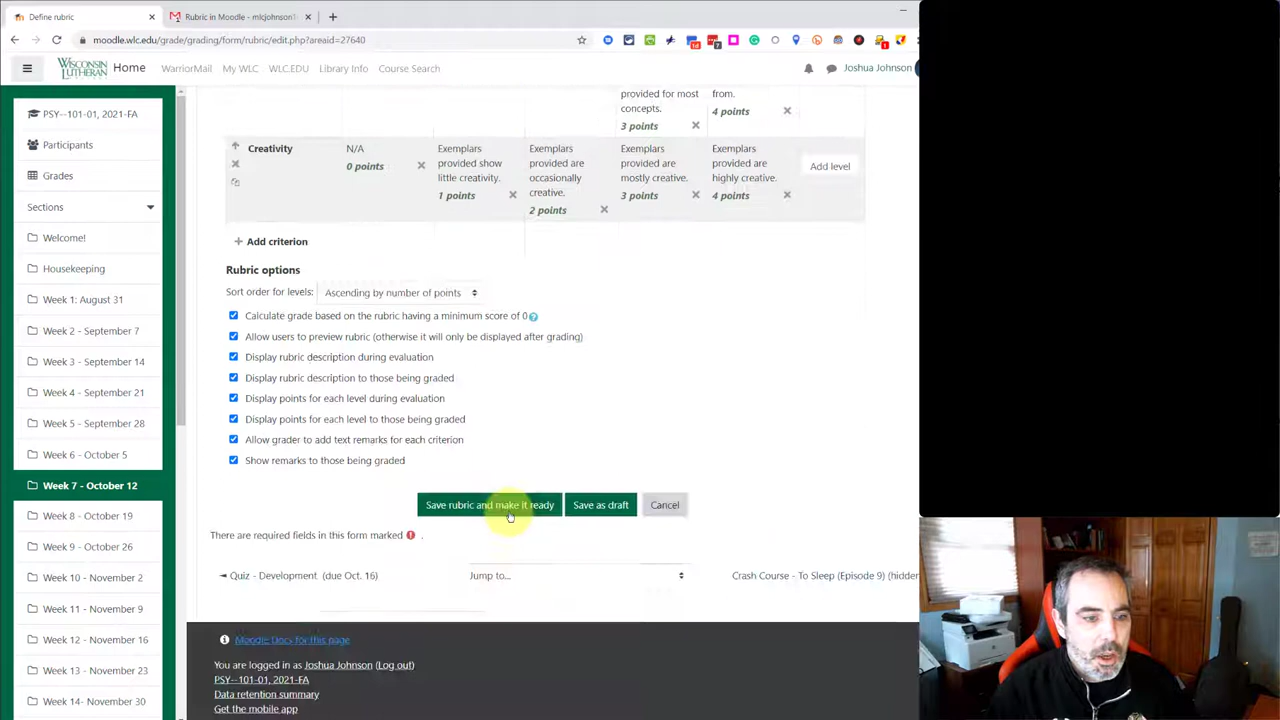 Define rubric
Rubric in Moodle - mlcjohnson1
moodle.wlc.edu/grade/grading/form/rubric/edit.php?areaid=27640
WISCONSIN
LUTHERAN
Home
WarriorMail
My WLC
WLC.EDU
Library Info
Course Search
Joshua Johnson
PSY--101-01, 2021-FA
Participants
Grades
Sections
Welcome!
Housekeeping
Week 1: August 31
Week 2 - September 7
Week 3 - September 14
Week 4 - September 21
Week 5 - September 28
Week 6 - October 5
Week 7 - October 12
Week 8 - October 19
Week 9 - October 26
Week 10 - November 2
Week 11 - November 9
Week 12 - November 16
Week 13 - November 23
Week 14- November 30
provided for most
concepts.
3 points
from.
4 points
Creativity
N/A
0 points
Exemplars
provided show
little creativity.
1 points
Exemplars
provided are
occasionally
creative.
2 points
Exemplars
provided are
mostly creative.
3 points
Exemplars
provided are
highly creative.
4 points
Add level
Add criterion
Rubric options
Sort order for levels: Ascending by number of points
Calculate grade based on the rubric having a minimum score of 0
Allow users to preview rubric (otherwise it will only be displayed after grading)
Display rubric description during evaluation
Display rubric description to those being graded
Display points for each level during evaluation
Display points for each level to those being graded
Allow grader to add text remarks for each criterion
Show remarks to those being graded
Save rubric and make it ready
Save as draft
Cancel
There are required fields in this form marked .
◄ Quiz - Development (due Oct. 16)
Jump to...
Crash Course - To Sleep (Episode 9) (hidden
Moodle Docs for this page
You are logged in as Joshua Johnson (Log out)
PSY--101-01, 2021-FA
Data retention summary
Get the mobile app